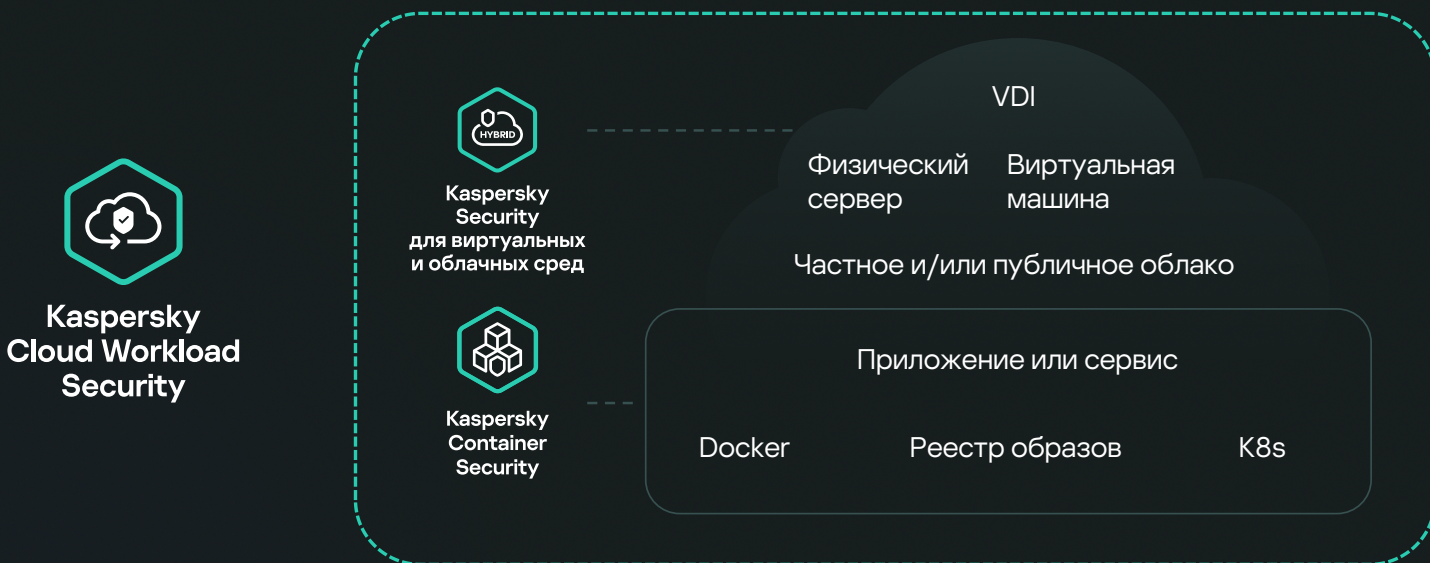 Kaspersky
Cloud Workload
Security
HYBRID
Kaspersky
Security
для виртуальных
и облачных сред
Kaspersky
Container
Security
VDI
Физический
сервер
Виртуальная
машина
Частное и/или публичное облако
Приложение или сервис
Docker
Реестр образов
K8s